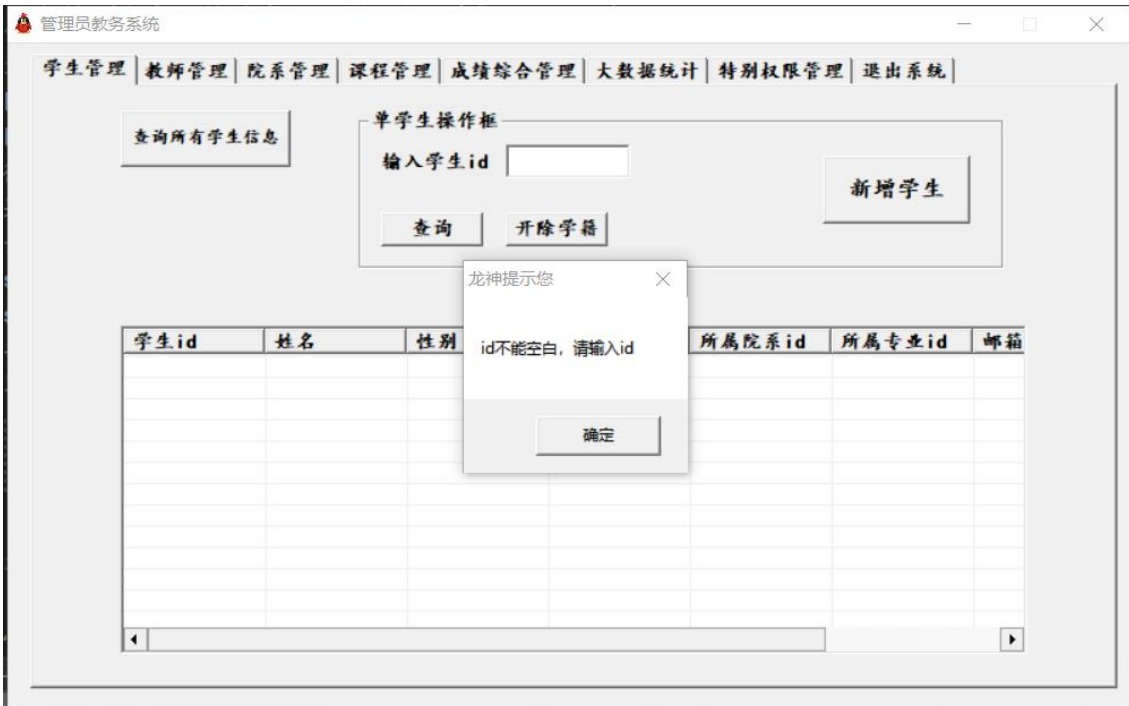 管理员教务系统
学生管理 教师管理 院系管理 课程管理 成绩综合管理 大数据统计 特别权限管理 退出系统
查询所有学生信息
单学生操作框
输入学生id
新增学生
查询 开除学籍
龙神提示您
id不能空白，请输入id
确定
学生id 姓名 性别 所属院系id 所属专业id 邮箱